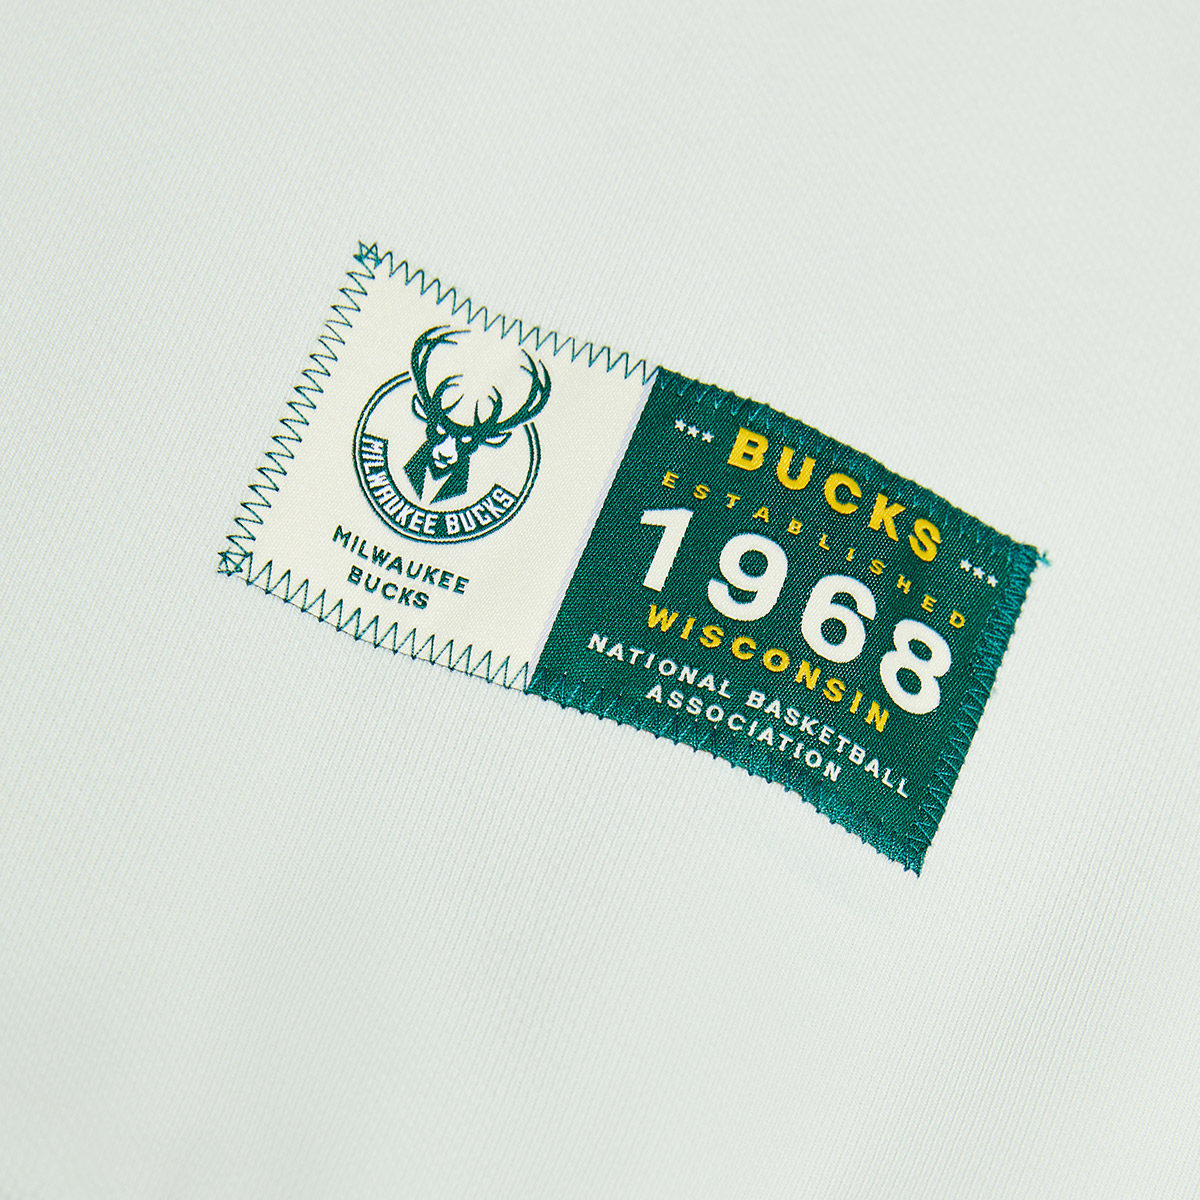 MILWAUKEE BUCKS
MILWAUKEE
BUCKS
*** BUCKS ***
ESTABLISHED
1968
WISCONSIN
NATIONAL BASKETBALL
ASSOCIATION